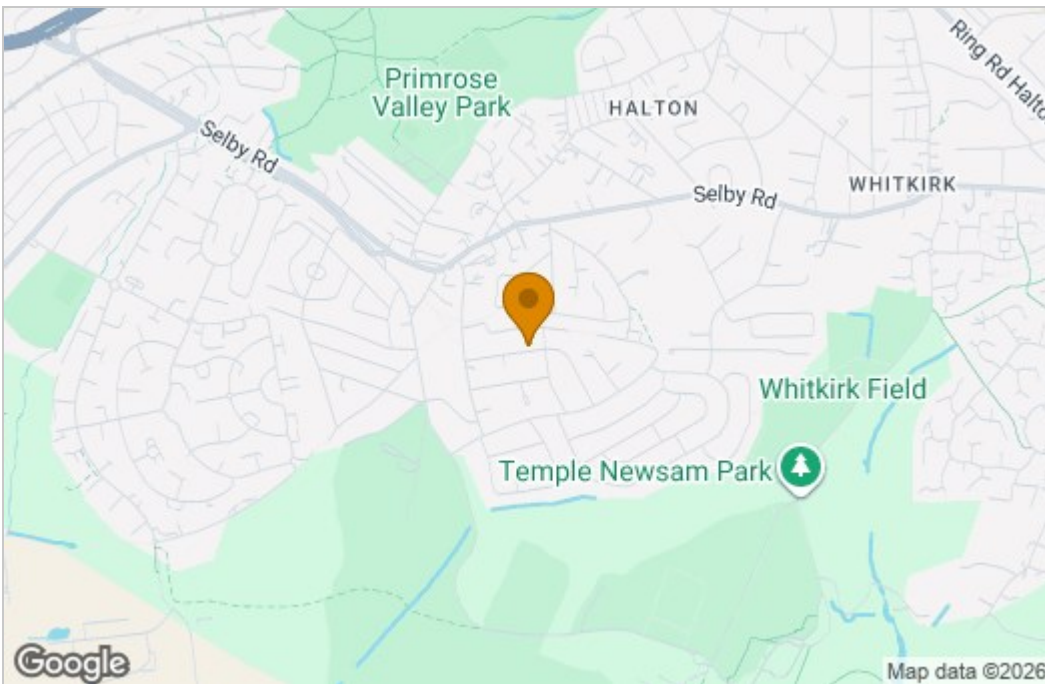 Primrose
Valley Park
HALTON
Ring Rd Halto
Selby Rd
Selby Rd
WHITKIRK
Whitkirk Field
Temple Newsam Park
Google
Map data ©2026